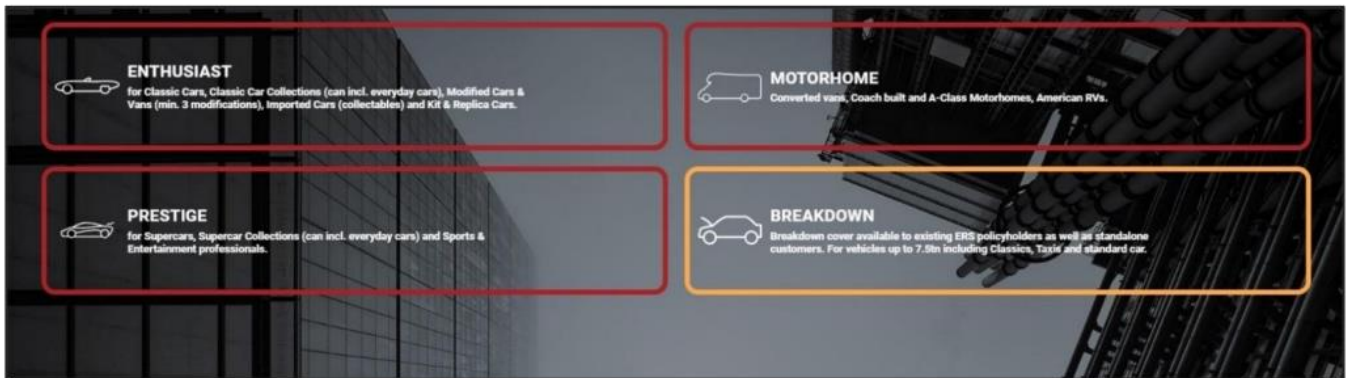 ENTHUSIAST
for Classic Cars, Classic Car Collections (can incl. everyday cars), Modified Cars &
Vans (min. 3 modifications), Imported Cars (collectables) and Kit & Replica Cars.
MOTORHOME
Converted vans, Coach built and A-Class Motorhomes, American RVs.
PRESTIGE
for Supercars, Supercar Collections (can incl. everyday cars) and Sports &
Entertainment professionals.
BREAKDOWN
Breakdown cover available to existing ERS policyholders as well as standalone
customers. For vehicles up to 7.5tn including Classics, Taxis and standard car.